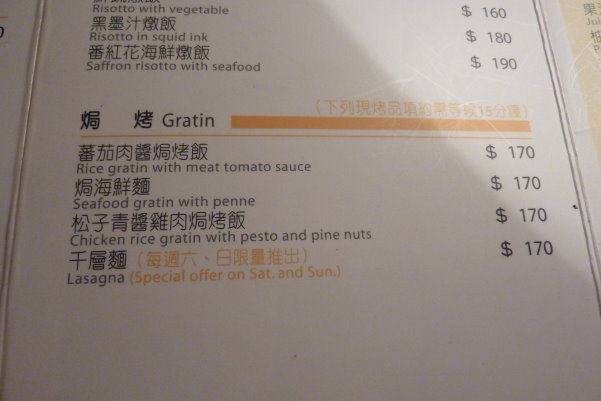 Risotto with vegetable $ 160
黑墨汁燉飯 $ 180
Risotto in squid ink
番紅花海鮮燉飯 $ 190
Saffron risotto with seafood
焗 烤 Gratin (下列現烤品項約需等候15分鐘)
蕃茄肉醬焗烤飯 $ 170
Rice gratin with meat tomato sauce
焗海鮮麵 $ 170
Seafood gratin with penne
松子青醬雞肉焗烤飯 $ 170
Chicken rice gratin with pesto and pine nuts
千層麵 (每週六、日限量推出) $ 170
Lasagna (Special offer on Sat. and Sun.)